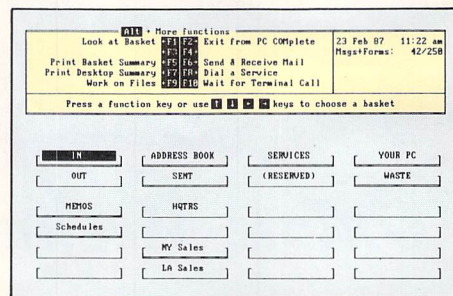 Alt + More functions
Look at Basket F1 F2 Exit from PC COMplete
F3 F4
Print Basket Summary F5 F6 Send & Receive Mail
Print Desktop Summary F7 F8 Dial a Service
Work on Files F9 F10 Wait for Terminal Call
23 Feb 87 11:22 am
Msgs+Forms: 42/250
Press a function key or use ↑ ↓ ← → keys to choose a basket
IN ADDRESS BOOK SERVICES YOUR PC
OUT SENT (RESERVED) WASTE
MEMOS HQTRS
Schedules
NY Sales
LA Sales